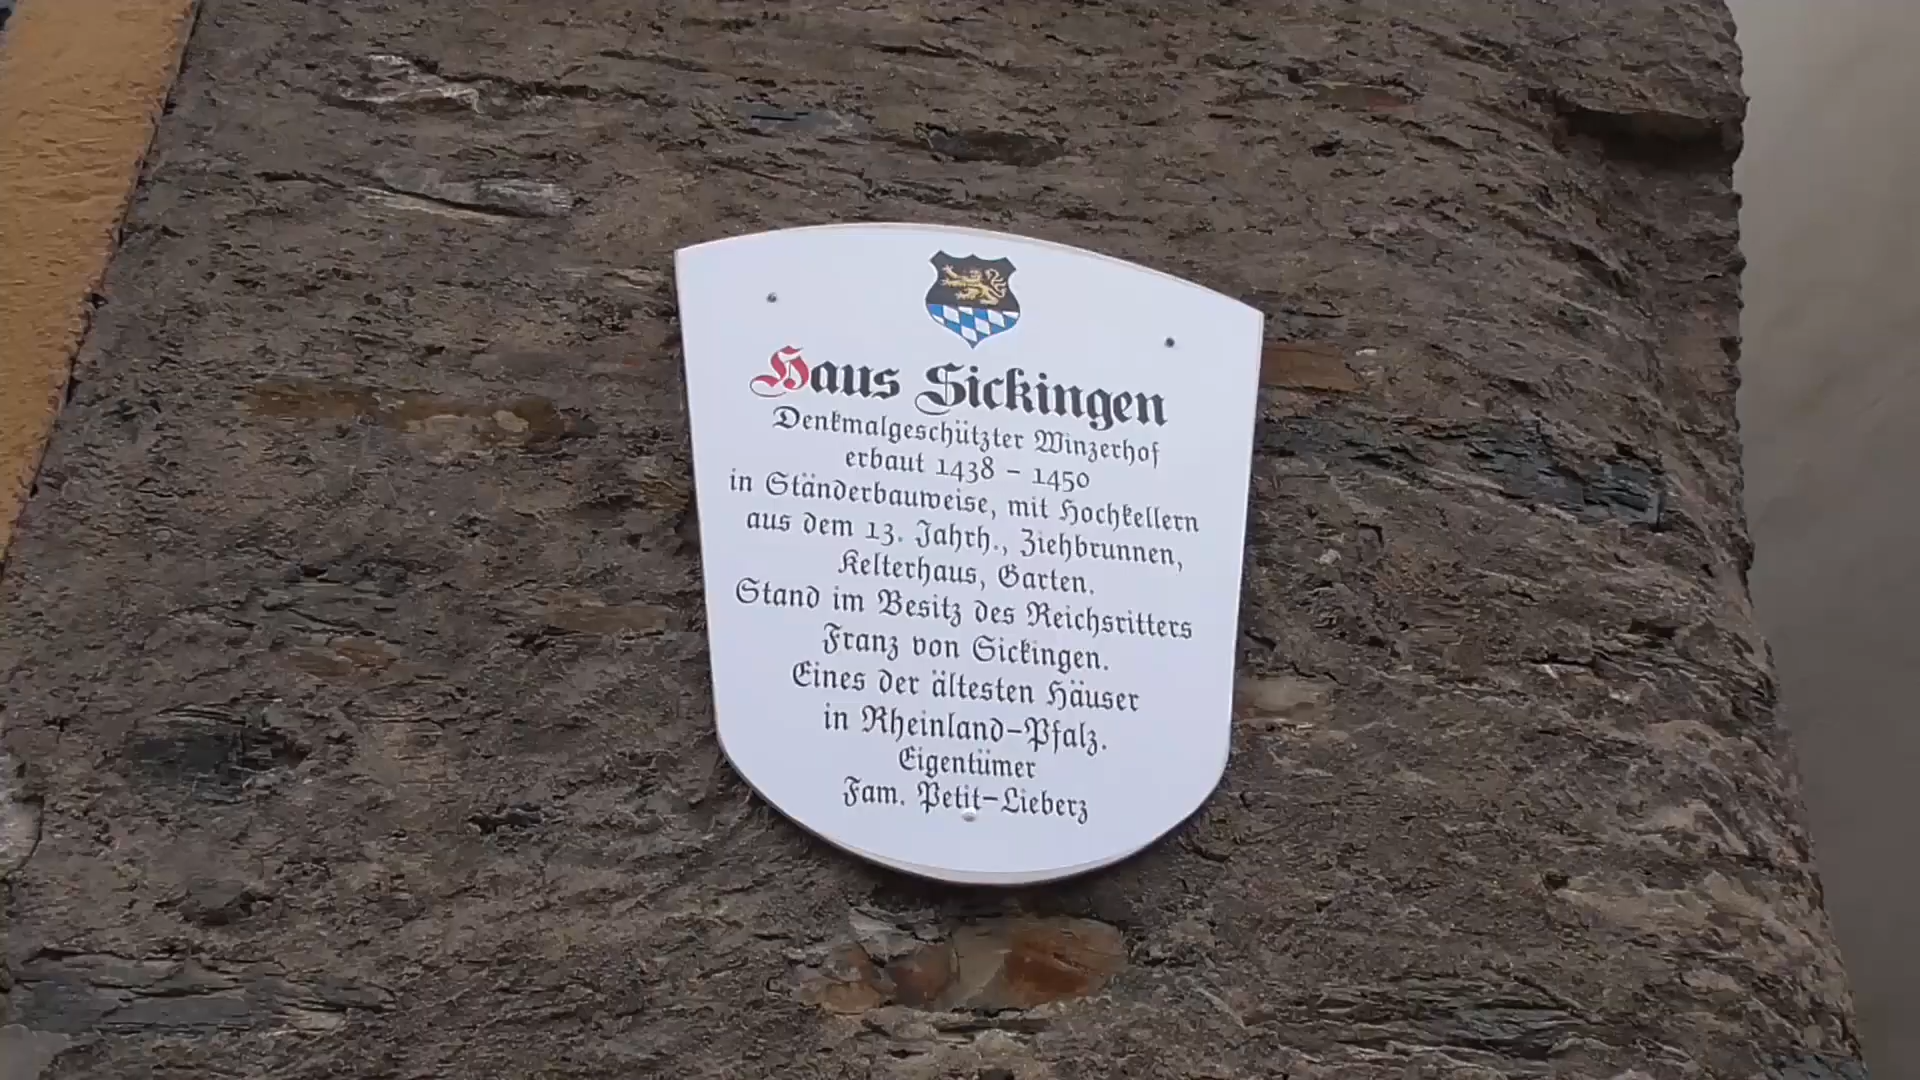 Haus Sickingen
Denkmalgeschützter Winzerhof
erbaut 1438 - 1450
in Ständerbauweise, mit Hochkellern
aus dem 13. Jahrh., Ziehbrunnen,
Kelterhaus, Garten.
Stand im Besitz des Reichsritters
Franz von Sickingen.
Eines der ältesten Häuser
in Rheinland-Pfalz.
Eigentümer
Fam. Petit-Lieberz